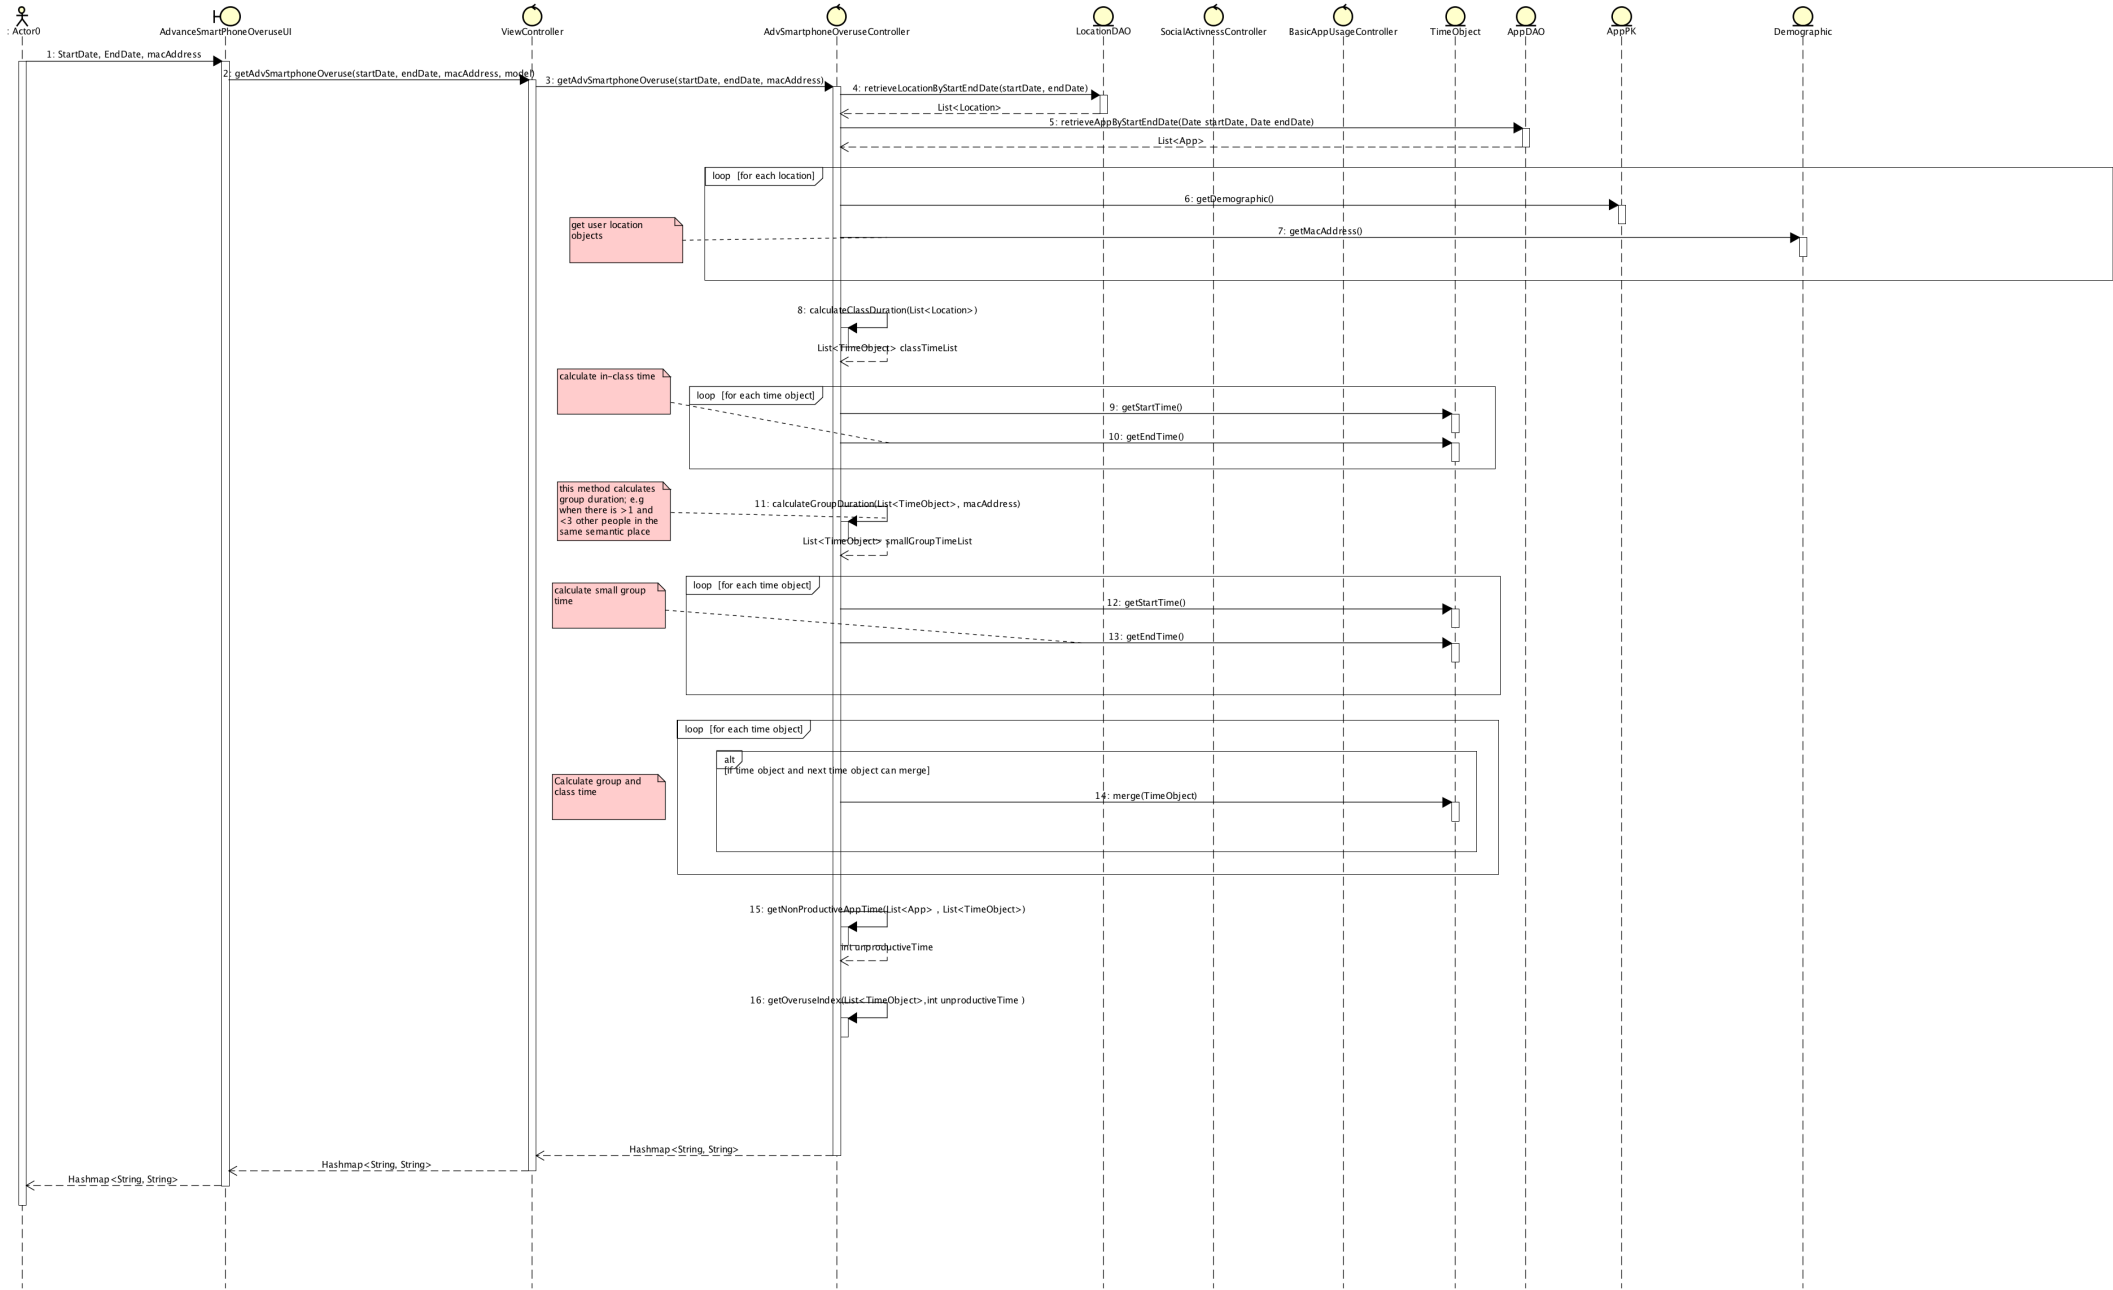 : Actor0
AdvanceSmartPhoneOveruseUI
ViewController
AdvSmartphoneOveruseController
LocationDAO
SocialActivnessController
BasicAppUsageController
TimeObject
AppDAO
AppPK
Demographic
1: StartDate, EndDate, macAddress
2: getAdvSmartphoneOveruse(startDate, endDate, macAddress, model)
3: getAdvSmartphoneOveruse(startDate, endDate, macAddress)
4: retrieveLocationByStartEndDate(startDate, endDate)
List<Location>
5: retrieveAppByStartEndDate(Date startDate, Date endDate)
List<App>
loop [for each location]
6: getDemographic()
get user location
objects
7: getMacAddress()
8: calculateClassDuration(List<Location>)
List<TimeObject> classTimeList
calculate in-class time
loop [for each time object]
9: getStartTime()
10: getEndTime()
this method calculates
group duration; e.g
when there is >1 and
<3 other people in the
same semantic place
11: calculateGroupDuration(List<TimeObject>, macAddress)
List<TimeObject> smallGroupTimeList
loop [for each time object]
calculate small group
time
12: getStartTime()
13: getEndTime()
loop [for each time object]
alt
[if time object and next time object can merge]
Calculate group and
class time
14: merge(TimeObject)
15: getNonProductiveAppTime(List<App> , List<TimeObject>)
int unproductiveTime
16: getOveruseIndex(List<TimeObject>,int unproductiveTime )
Hashmap<String, String>
Hashmap<String, String>
Hashmap<String, String>